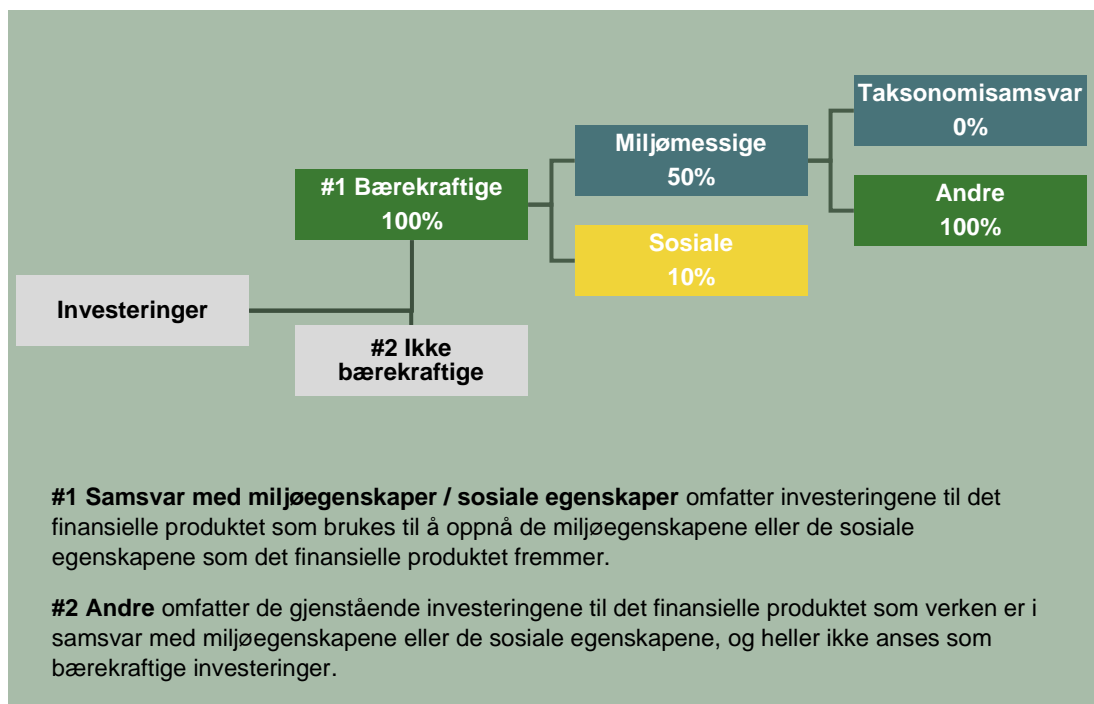 Taksonomisamsvar
0%
Miljømessige
50%
#1 Bærekraftige
100%
Andre
100%
Sosiale
10%
Investeringer
#2 Ikke
bærekraftige
#1 Samsvar med miljøegenskaper / sosiale egenskaper omfatter investeringene til det
finansielle produktet som brukes til å oppnå de miljøegenskapene eller de sosiale
egenskapene som det finansielle produktet fremmer.
#2 Andre omfatter de gjenstående investeringene til det finansielle produktet som verken er i
samsvar med miljøegenskapene eller de sosiale egenskapene, og heller ikke anses som
bærekraftige investeringer.